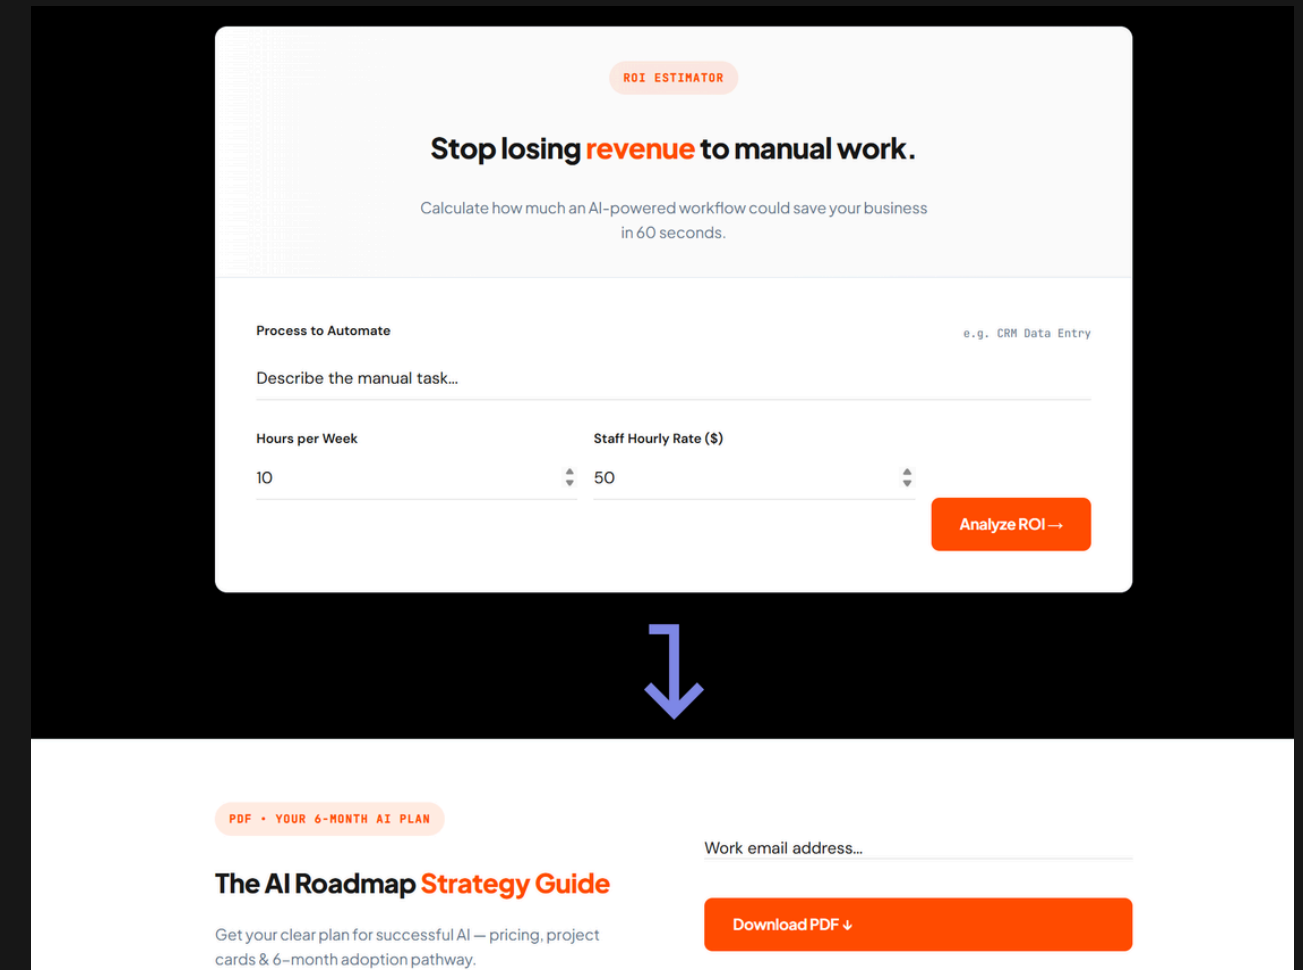 ROI ESTIMATOR
Stop losing revenue to manual work.
Calculate how much an AI-powered workflow could save your business
in 60 seconds.
Process to Automate
e.g. CRM Data Entry
Describe the manual task...
Hours per Week
Staff Hourly Rate ($)
10
50
Analyze ROI →
PDF • YOUR 6-MONTH AI PLAN
The AI Roadmap Strategy Guide
Get your clear plan for successful AI — pricing, project
cards & 6-month adoption pathway.
Work email address...
Download PDF ↓